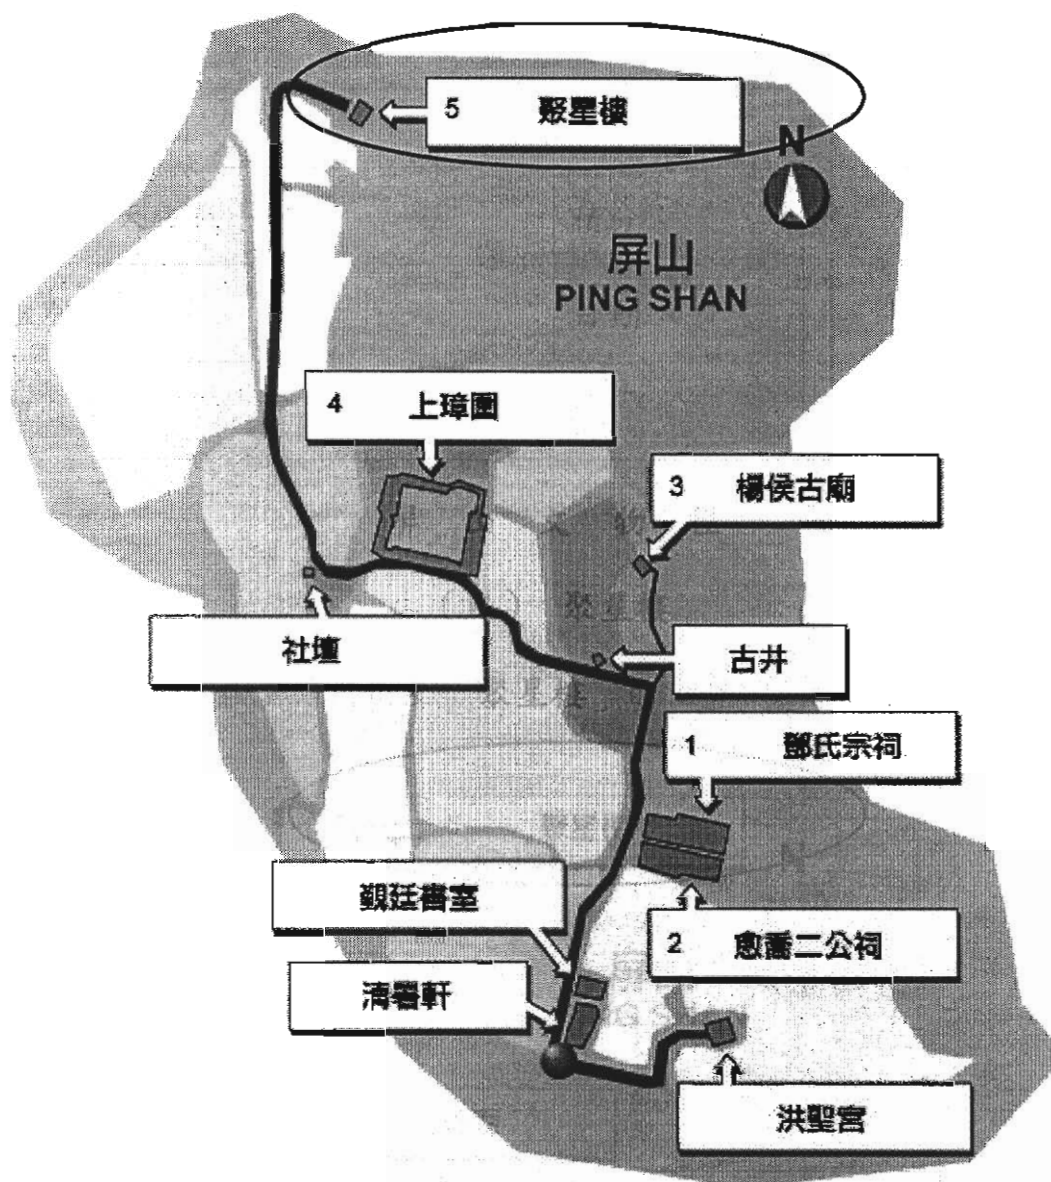 5 聚星樓
N
屏山
PING SHAN
4 上璋圍
3 楊侯古廟
社壇
古井
1 鄧氏宗祠
覲廷書室
2 愈喬二公祠
清暑軒
洪聖宮